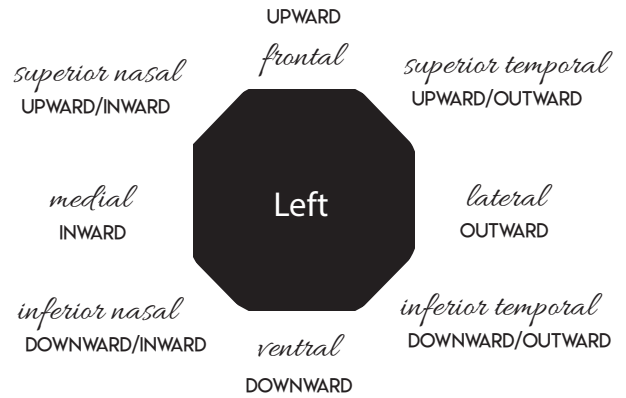 UPWARD
frontal
superior nasal
UPWARD/INWARD
superior temporal
UPWARD/OUTWARD
medial
INWARD
Left
lateral
OUTWARD
inferior nasal
DOWNWARD/INWARD
ventral
DOWNWARD
inferior temporal
DOWNWARD/OUTWARD